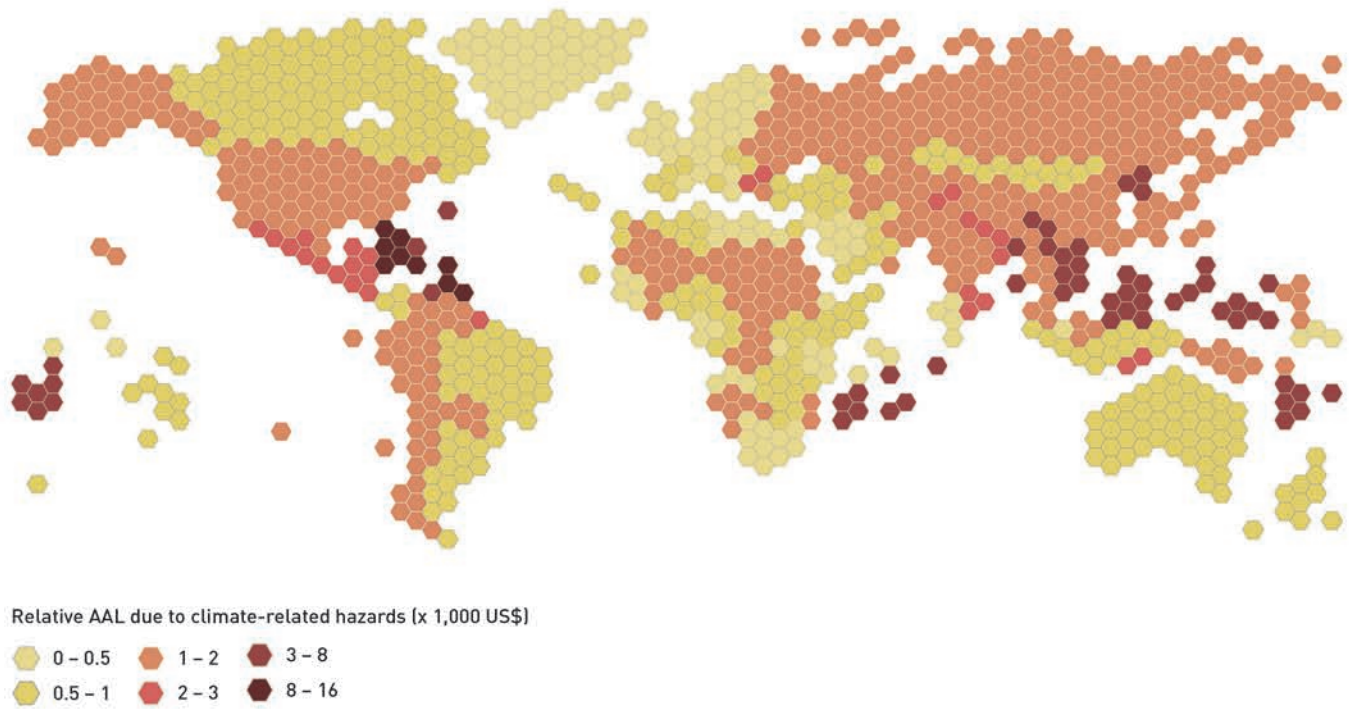 Relative AAL due to climate-related hazards (x 1,000 US$)
0 – 0.5 1 – 2 3 – 8
0.5 – 1 2 – 3 8 – 16